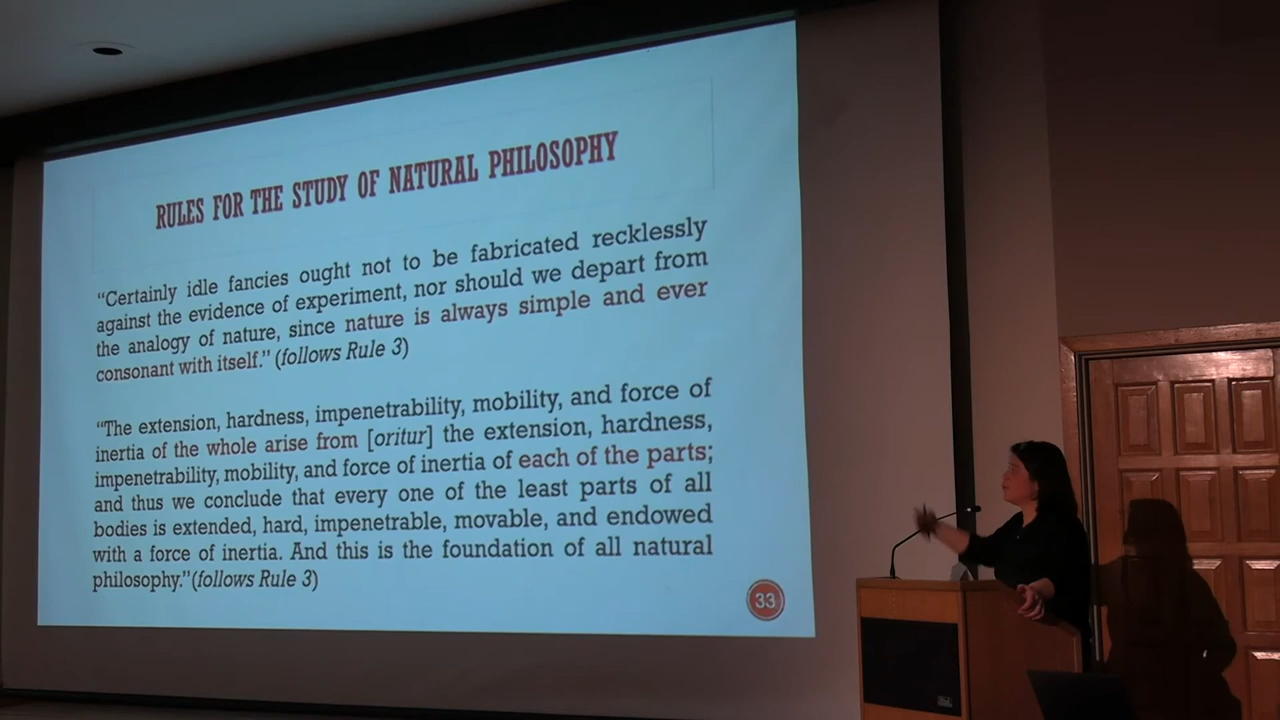 RULES FOR THE STUDY OF NATURAL PHILOSOPHY
“Certainly idle fancies ought not to be fabricated recklessly
against the evidence of experiment, nor should we depart from
the analogy of nature, since nature is always simple and ever
consonant with itself.” (follows Rule 3)
“The extension, hardness, impenetrability, mobility, and force of
inertia of the whole arise from [oritur] the extension, hardness,
impenetrability, mobility, and force of inertia of each of the parts;
and thus we conclude that every one of the least parts of all
bodies is extended, hard, impenetrable, movable, and endowed
with a force of inertia. And this is the foundation of all natural
philosophy.”(follows Rule 3)
33